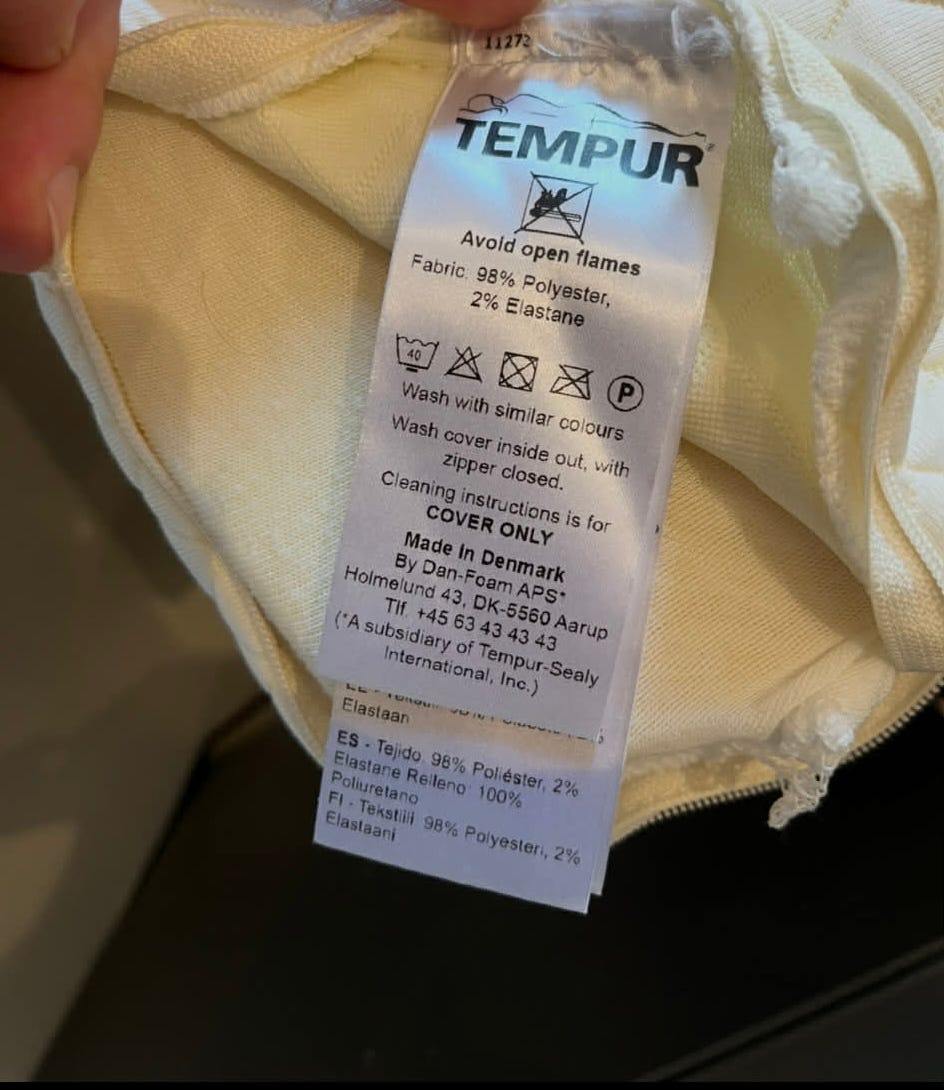 11273
TEMPUR®
Avoid open flames
Fabric: 98% Polyester,
2% Elastane
40
P
Wash with similar colours
Wash cover inside out, with
zipper closed.
Cleaning instructions is for
COVER ONLY
Made In Denmark
By Dan-Foam APS*
Holmelund 43, DK-5560 Aarup
Tlf. +45 63 43 43 43
(*A subsidiary of Tempur-Sealy
International, Inc.)
Elastaan
ES - Tejido: 98% Poliéster, 2%
Elastane Relleno: 100%
Poliuretano
FI - Tekstiili: 98% Polyesteri, 2%
Elastaani